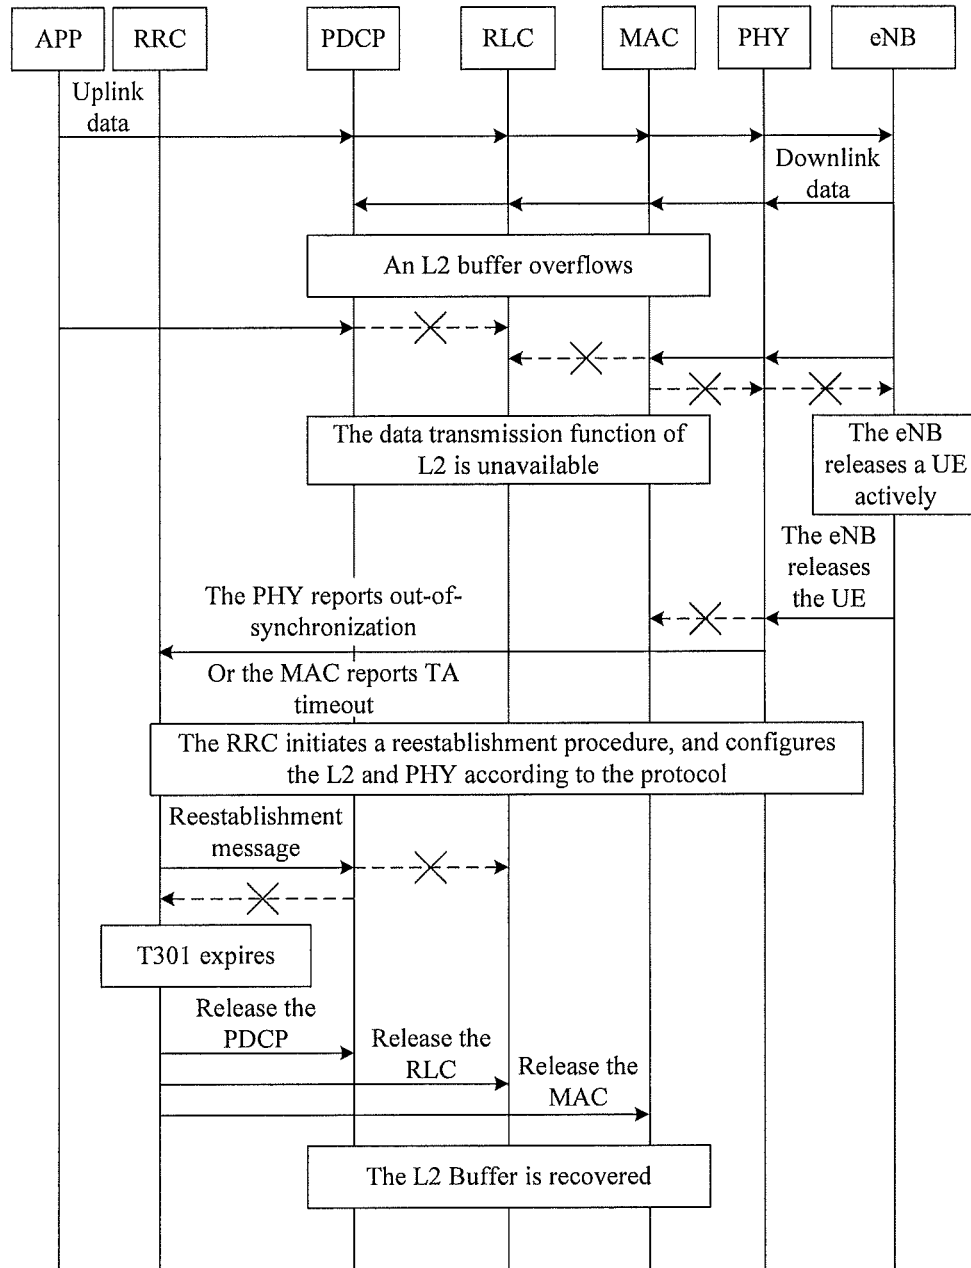 APP
RRC
PDCP
RLC
MAC
PHY
eNB
Uplink
data
Downlink
data
An L2 buffer overflows
The data transmission function of
L2 is unavailable
The eNB
releases a UE
actively
The eNB
releases
the UE
The PHY reports out-of-
synchronization
Or the MAC reports TA
timeout
The RRC initiates a reestablishment procedure, and configures
the L2 and PHY according to the protocol
Reestablishment
message
T301 expires
Release the
PDCP
Release the
RLC
Release the
MAC
The L2 Buffer is recovered